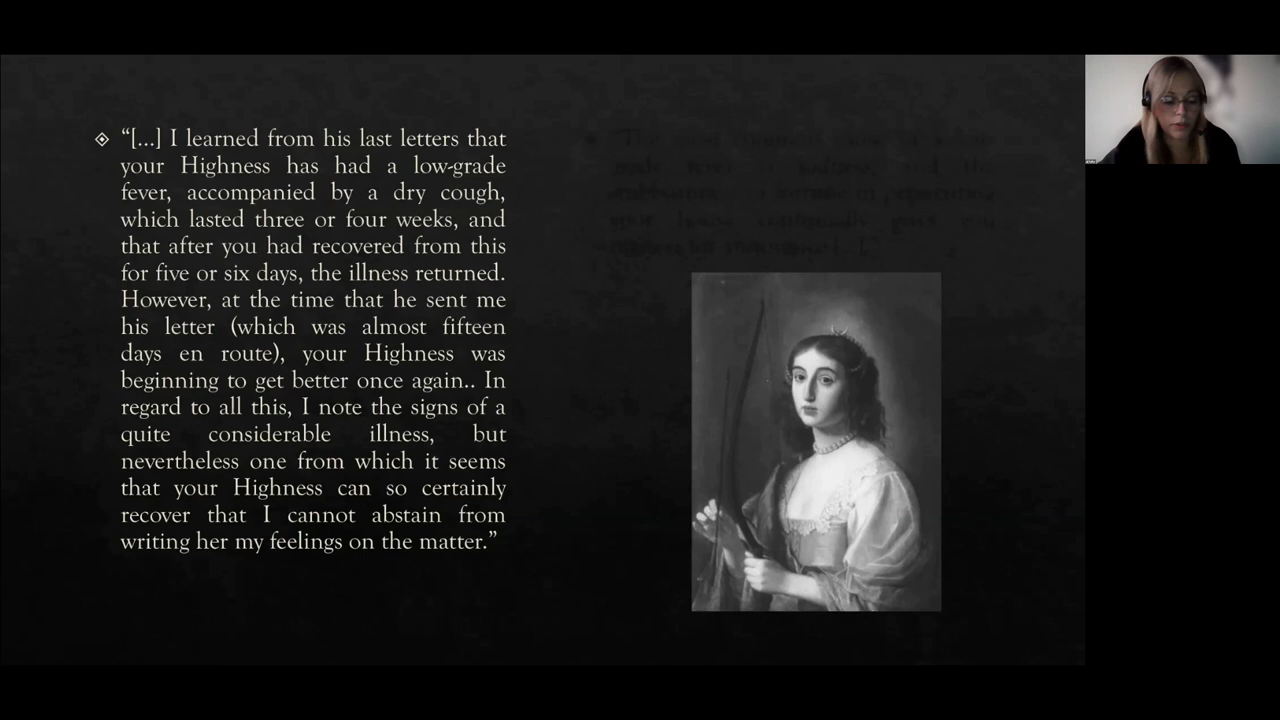 “[...] I learned from his last letters that
your Highness has had a low-grade
fever, accompanied by a dry cough,
which lasted three or four weeks, and
that after you had recovered from this
for five or six days, the illness returned.
However, at the time that he sent me
his letter (which was almost fifteen
days en route), your Highness was
beginning to get better once again.. In
regard to all this, I note the signs of a
quite considerable illness, but
nevertheless one from which it seems
that your Highness can so certainly
recover that I cannot abstain from
writing her my feelings on the matter.”